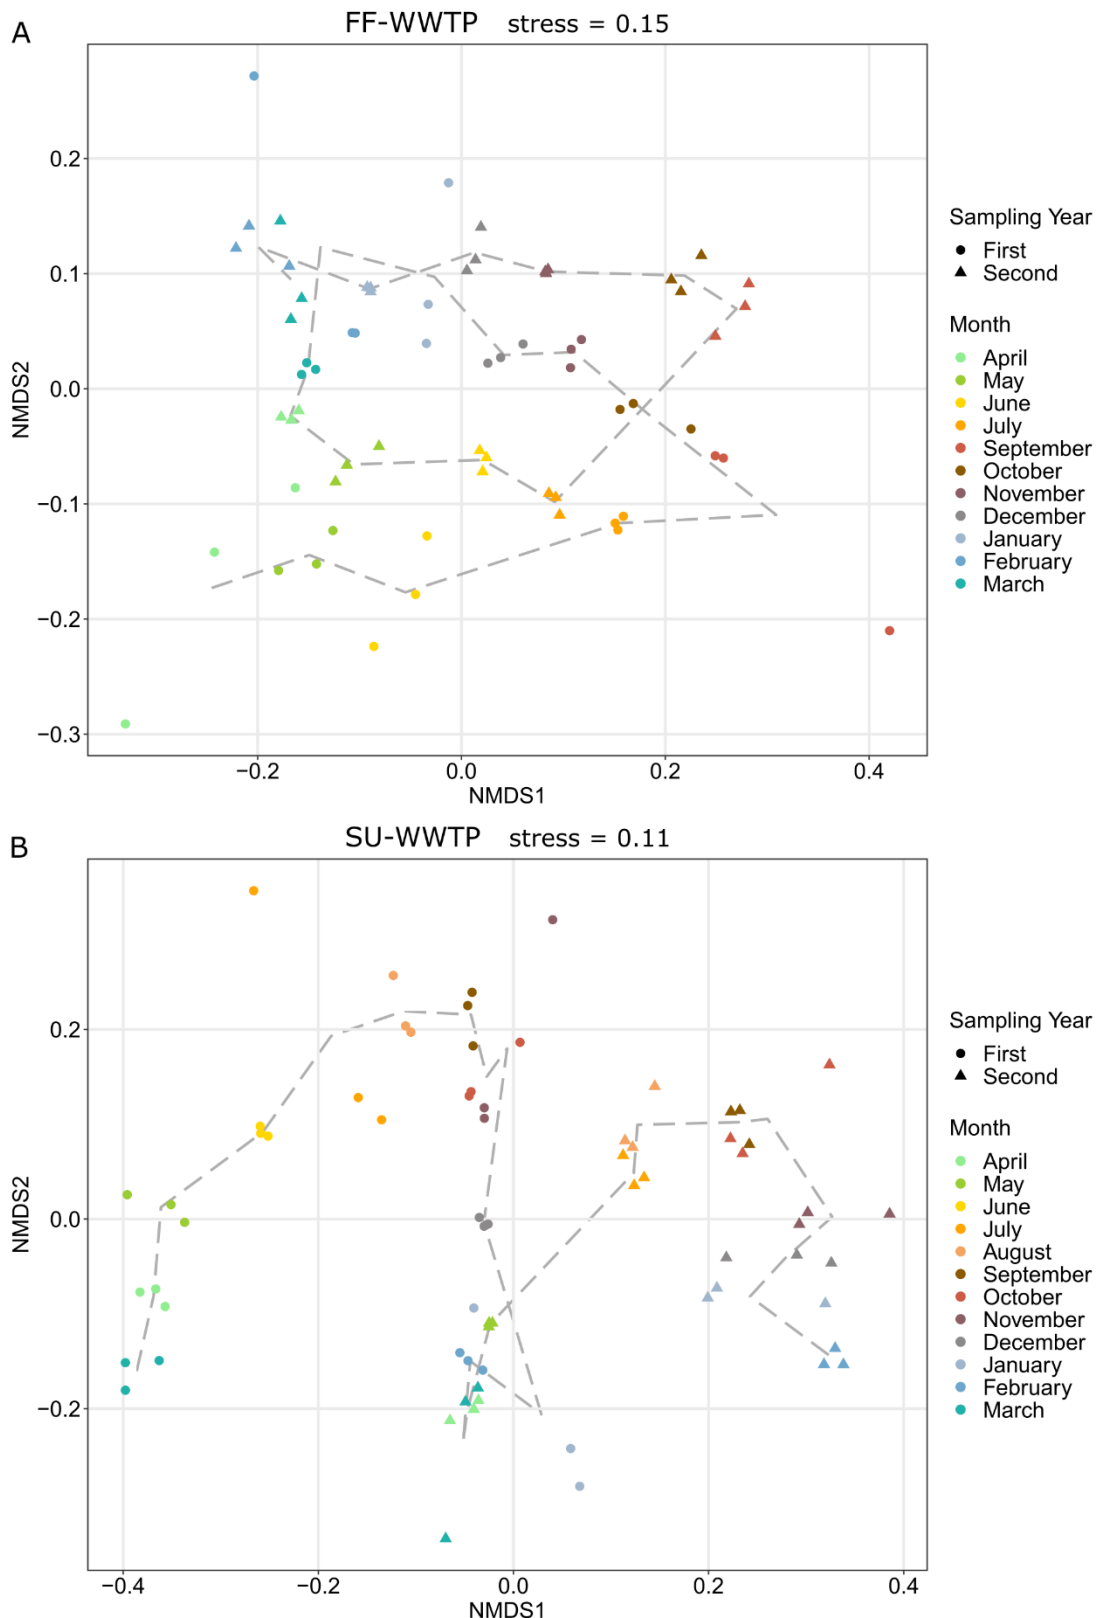 A
FF-WWTP stress = 0.15
0.2
0.1
0.0
−0.1
−0.2
−0.3
NMDS2
−0.2 0.0 0.2 0.4
NMDS1
Sampling Year
First
Second
Month
April
May
June
July
September
October
November
December
January
February
March
B
SU-WWTP stress = 0.11
0.2
0.0
−0.2
NMDS2
−0.4 −0.2 0.0 0.2 0.4
NMDS1
Sampling Year
First
Second
Month
April
May
June
July
August
September
October
November
December
January
February
March